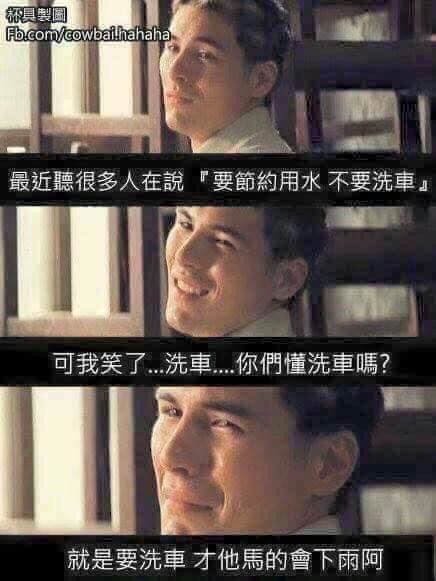 杯具製圖
Fb.com/cowbai.hahaha
最近聽很多人在說『要節約用水 不要洗車』
可我笑了...洗車....你們懂洗車嗎?
就是要洗車 才他馬的會下雨阿